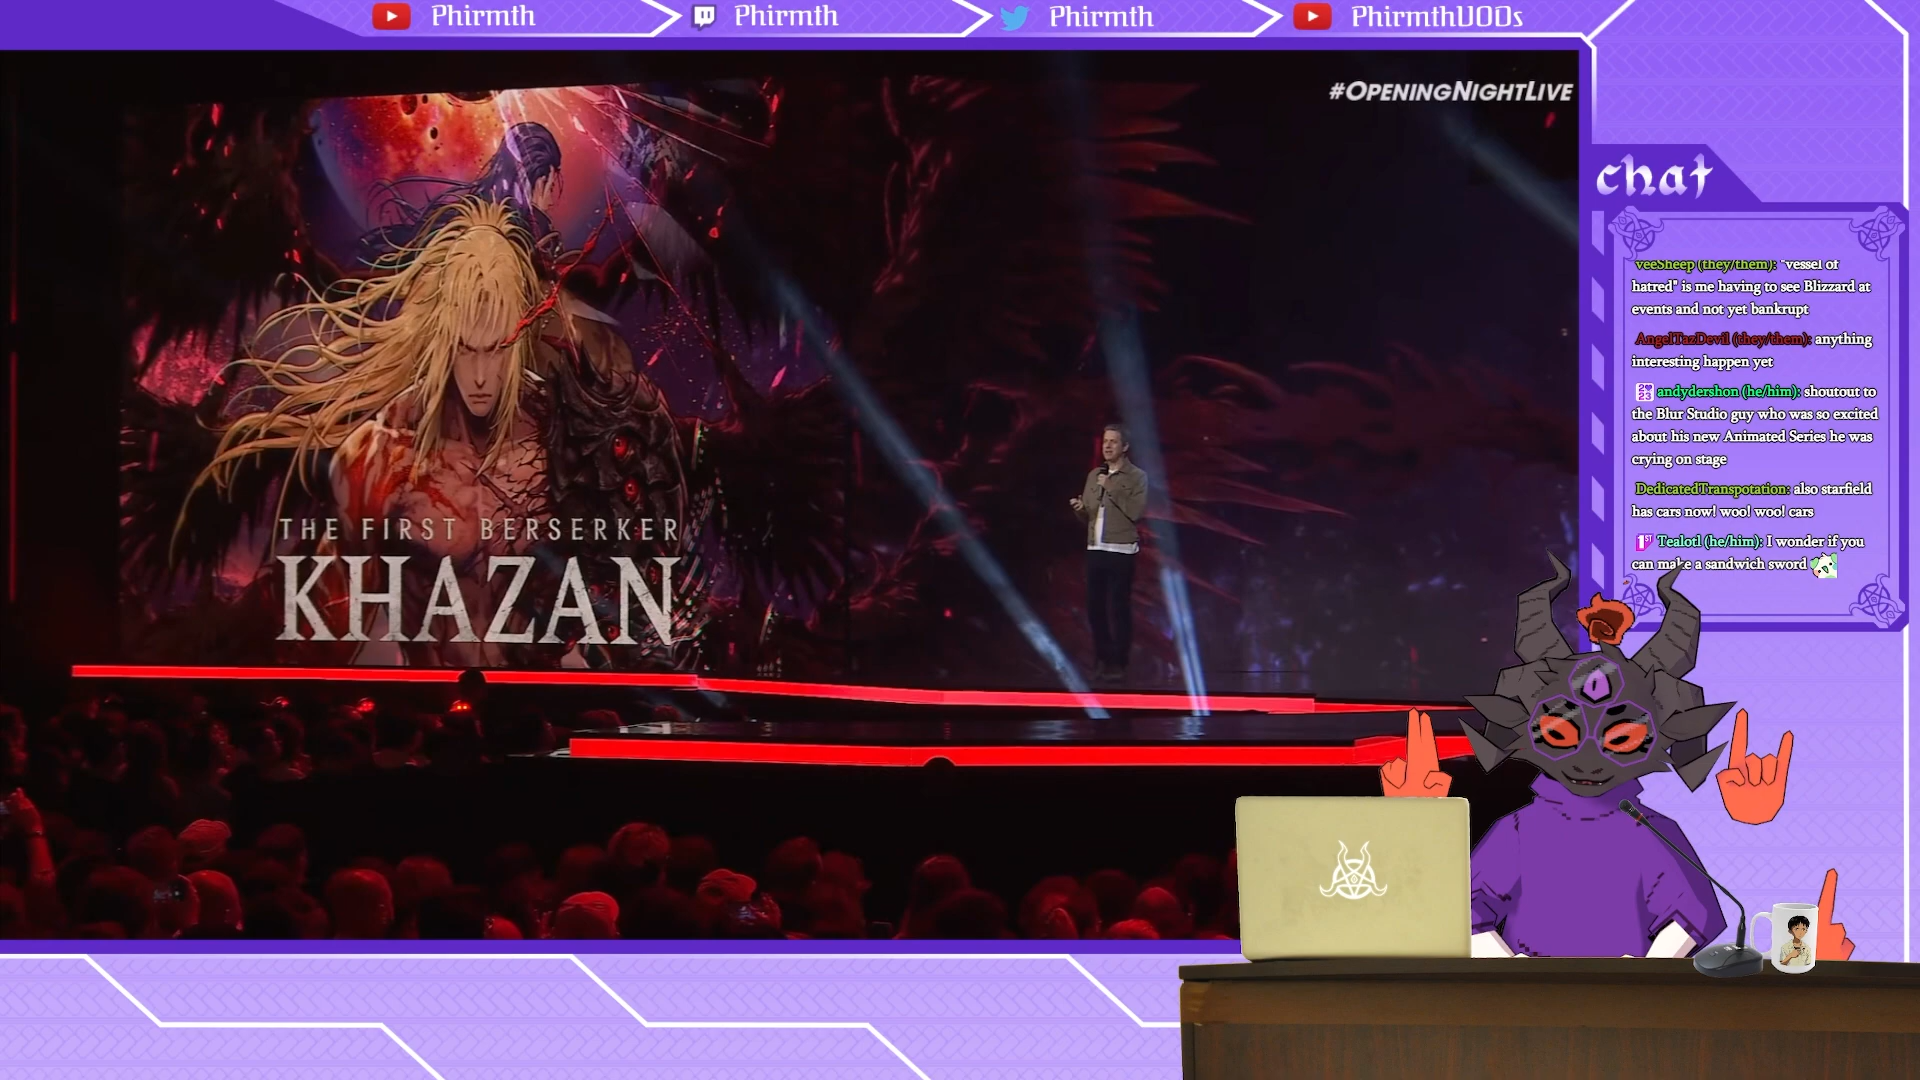 Phirmth
Phirmth
Phirmth
PhirmthVODs
#OPENINGNIGHTLIVE
THE FIRST BERSERKER
KHAZAN
chat
veeSheep (they/them): "vessel of
hatred" is me having to see Blizzard at
events and not yet bankrupt
AngelTazDevil (they/them): anything
interesting happen yet
2023 andydershon (he/him): shoutout to
the Blur Studio guy who was so excited
about his new Animated Series he was
crying on stage
DedicatedTranspotation: also starfield
has cars now! woo! woo! cars
1ST Tealotl (he/him): I wonder if you
can make a sandwich sword